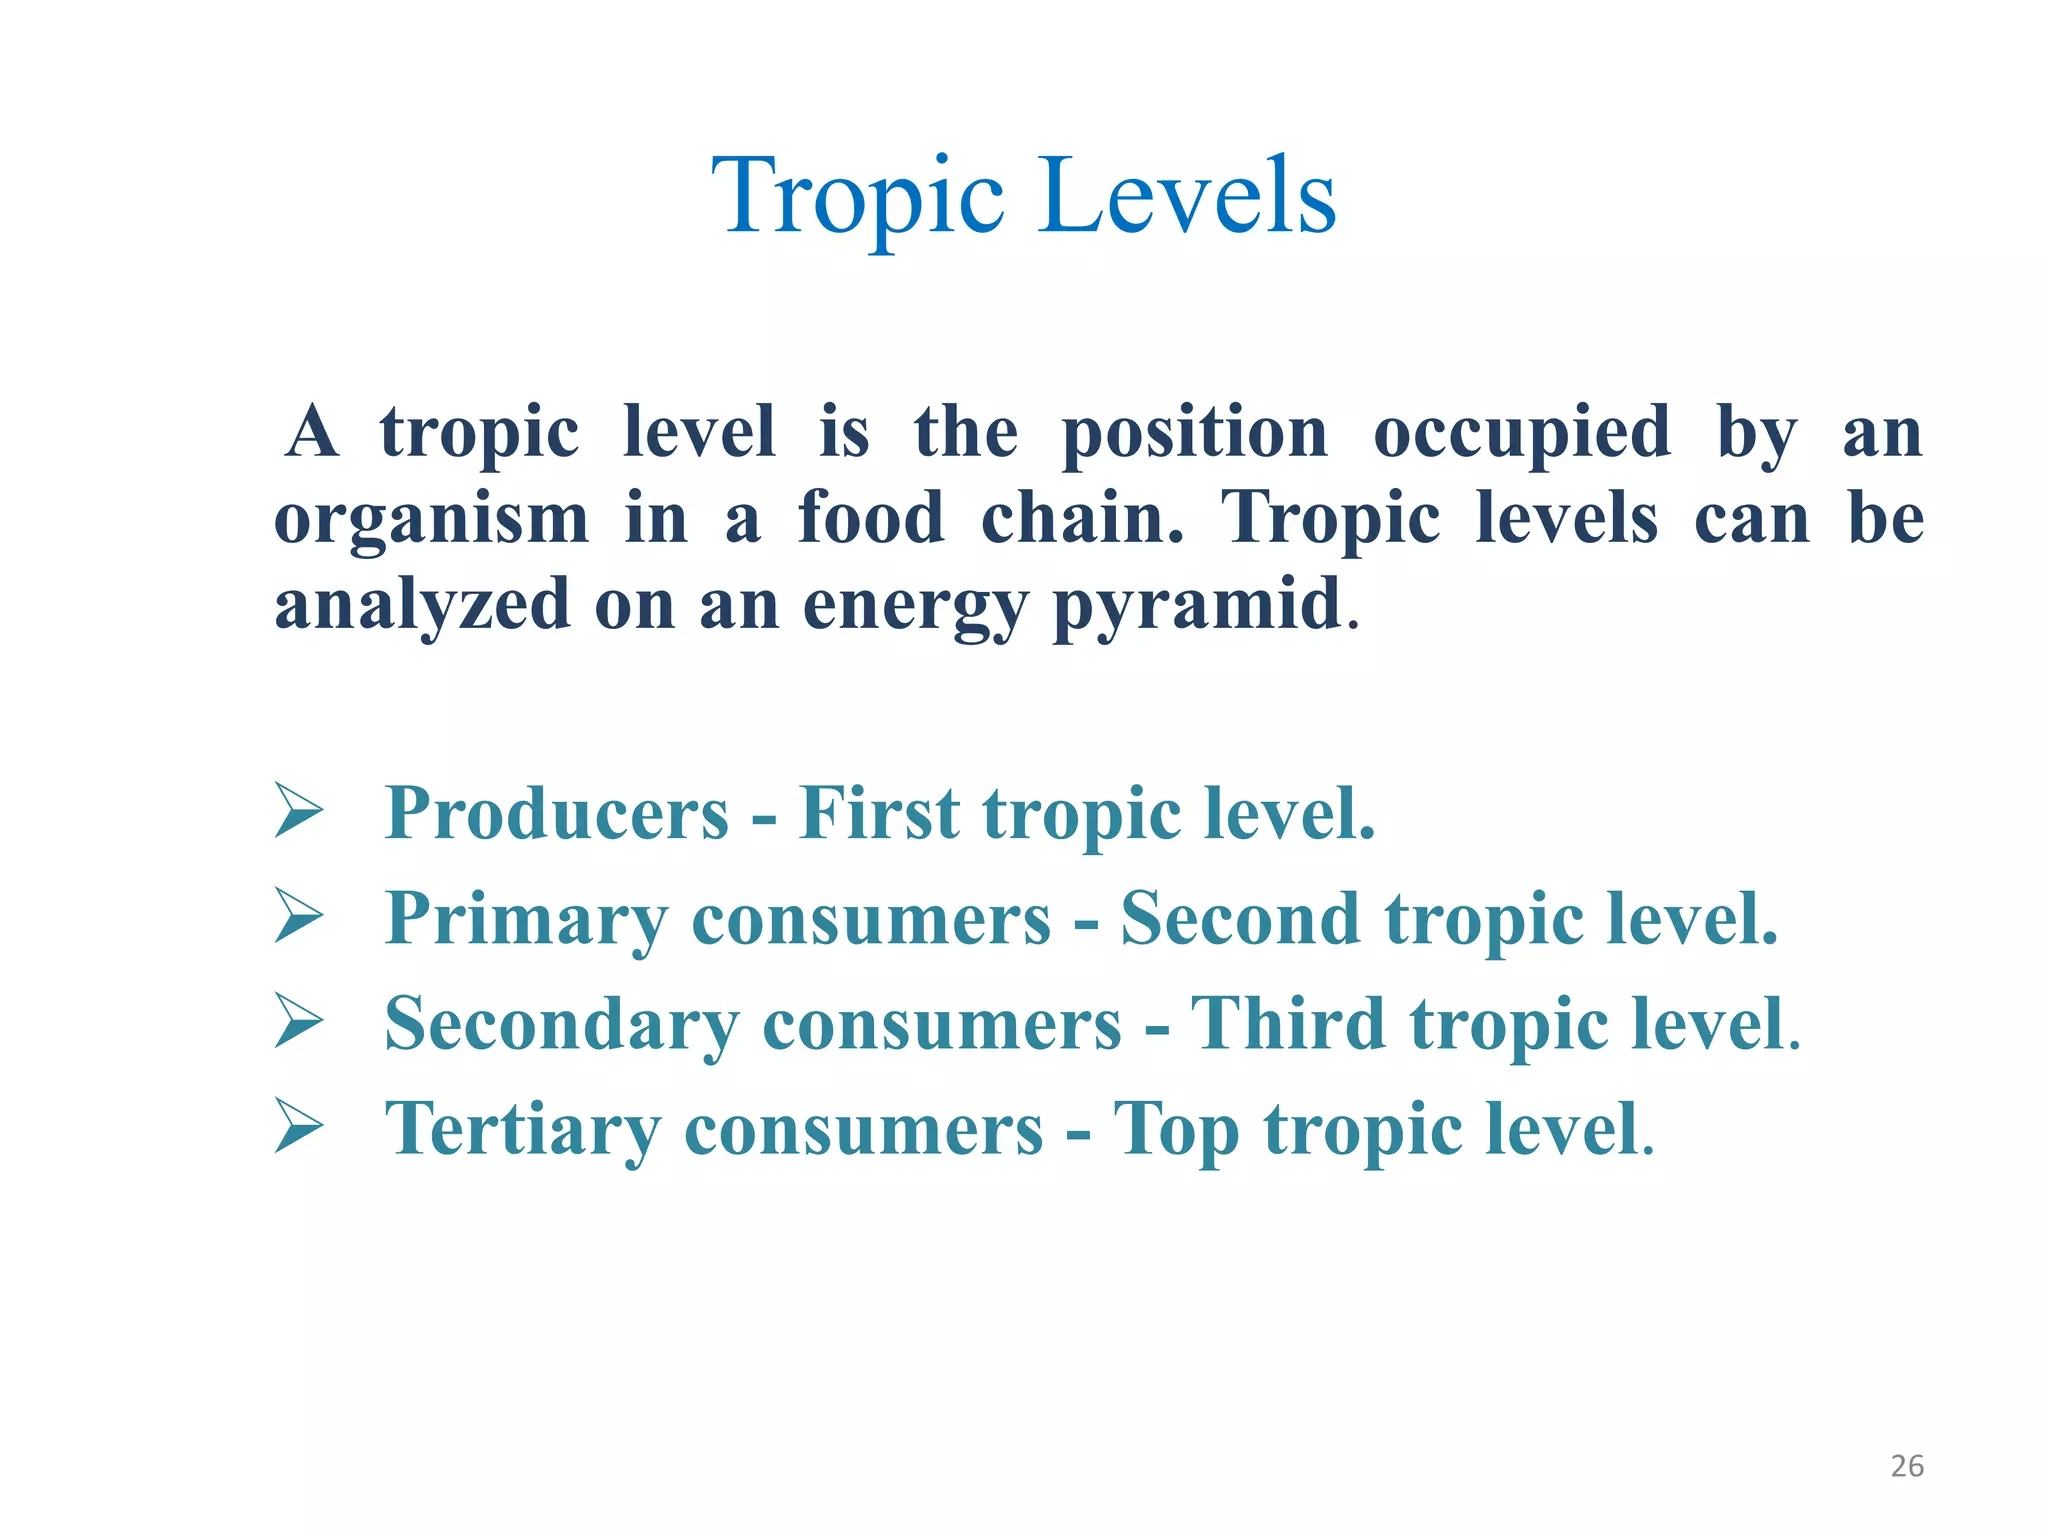 Tropic Levels
A tropic level is the position occupied by an
organism in a food chain. Tropic levels can be
analyzed on an energy pyramid.
➢ Producers - First tropic level.
➢ Primary consumers - Second tropic level.
➢ Secondary consumers - Third tropic level.
➢ Tertiary consumers - Top tropic level.
26